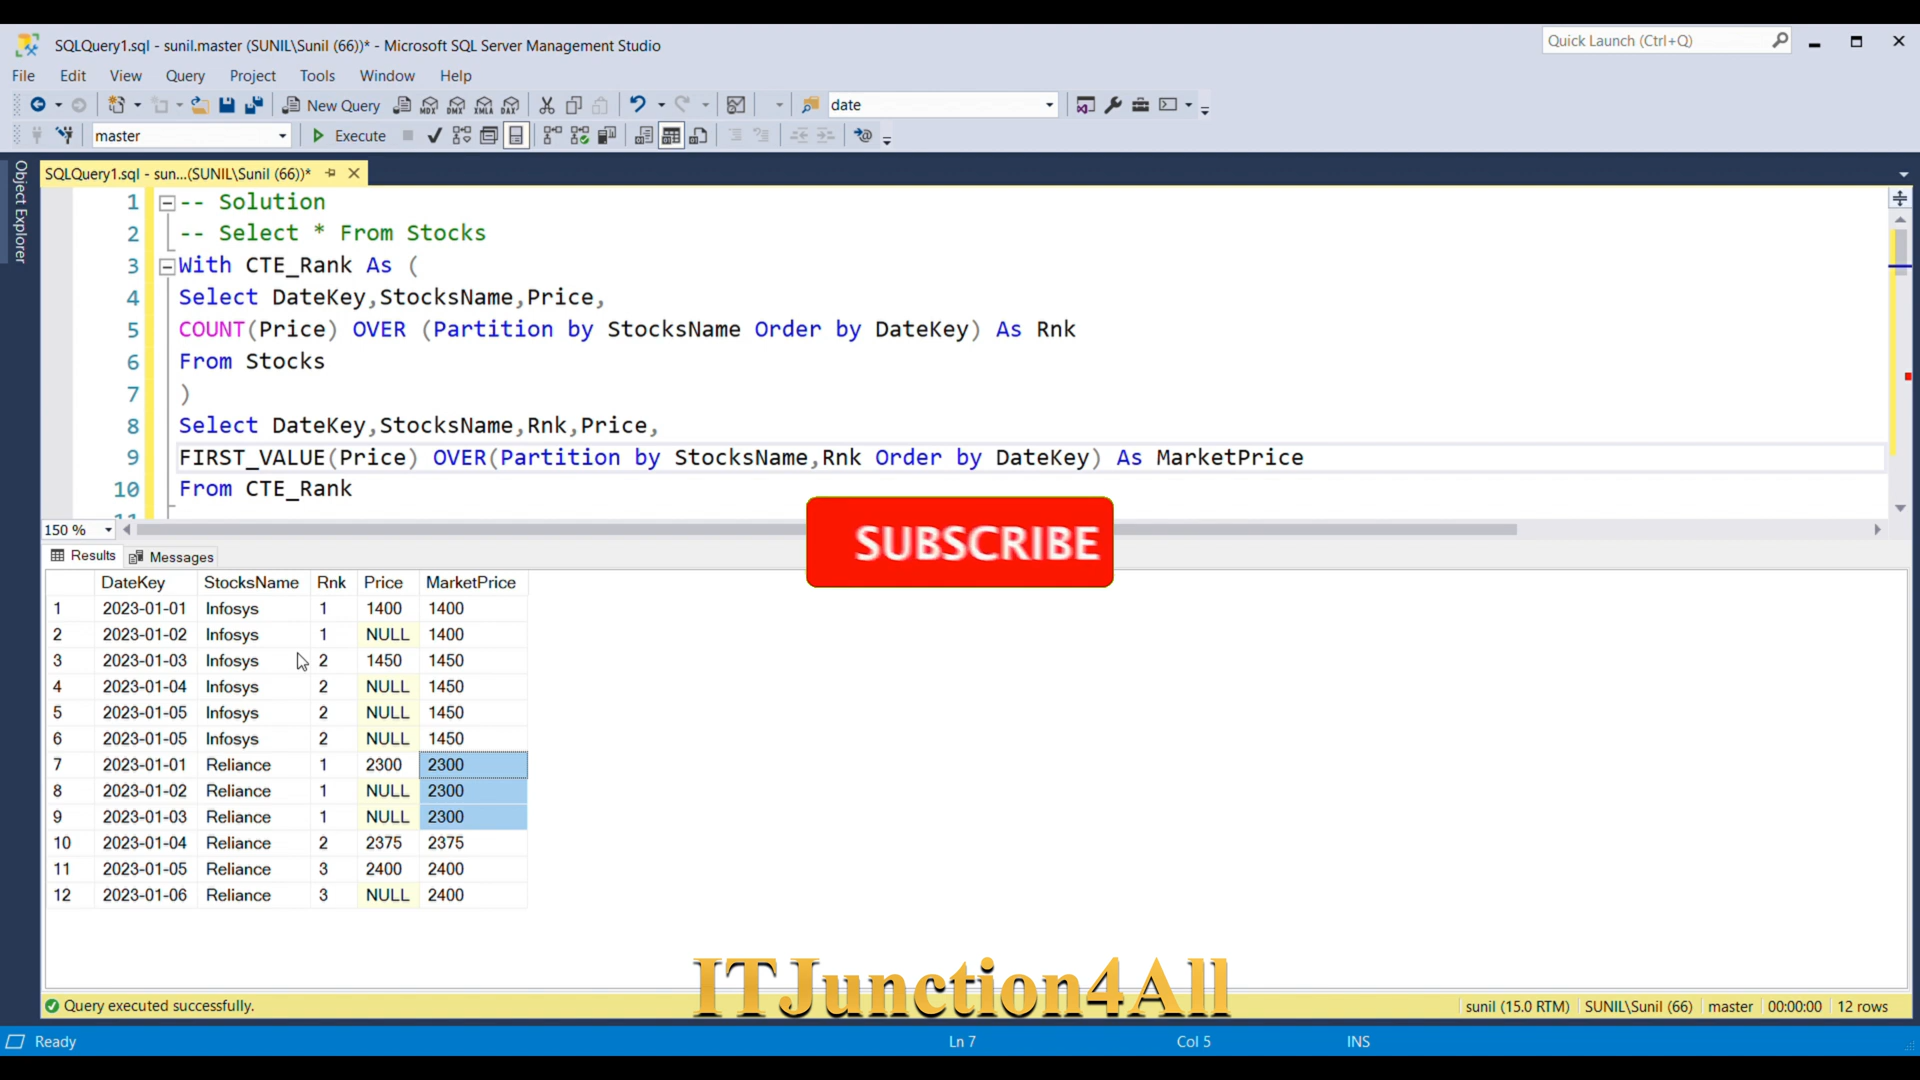 SQLQuery1.sql - sunil.master (SUNIL\Sunil (66))* - Microsoft SQL Server Management Studio
Quick Launch (Ctrl+Q)
File Edit View Query Project Tools Window Help
New Query MDX DMX XMLA DAX date
master Execute
Object Explorer
SQLQuery1.sql - sun...(SUNIL\Sunil (66))*
1 -- Solution
2 -- Select * From Stocks
3 With CTE_Rank As (
4 Select DateKey,StocksName,Price,
5 COUNT(Price) OVER (Partition by StocksName Order by DateKey) As Rnk
6 From Stocks
7 )
8 Select DateKey,StocksName,Rnk,Price,
9 FIRST_VALUE(Price) OVER(Partition by StocksName,Rnk Order by DateKey) As MarketPrice
10 From CTE_Rank
11
150 %
SUBSCRIBE
Results Messages
DateKey StocksName Rnk Price MarketPrice
1 2023-01-01 Infosys 1 1400 1400
2 2023-01-02 Infosys 1 NULL 1400
3 2023-01-03 Infosys 2 1450 1450
4 2023-01-04 Infosys 2 NULL 1450
5 2023-01-05 Infosys 2 NULL 1450
6 2023-01-05 Infosys 2 NULL 1450
7 2023-01-01 Reliance 1 2300 2300
8 2023-01-02 Reliance 1 NULL 2300
9 2023-01-03 Reliance 1 NULL 2300
10 2023-01-04 Reliance 2 2375 2375
11 2023-01-05 Reliance 3 2400 2400
12 2023-01-06 Reliance 3 NULL 2400
ITJunction4All
Query executed successfully.
sunil (15.0 RTM) SUNIL\Sunil (66) master 00:00:00 12 rows
Ready Ln 7 Col 5 INS